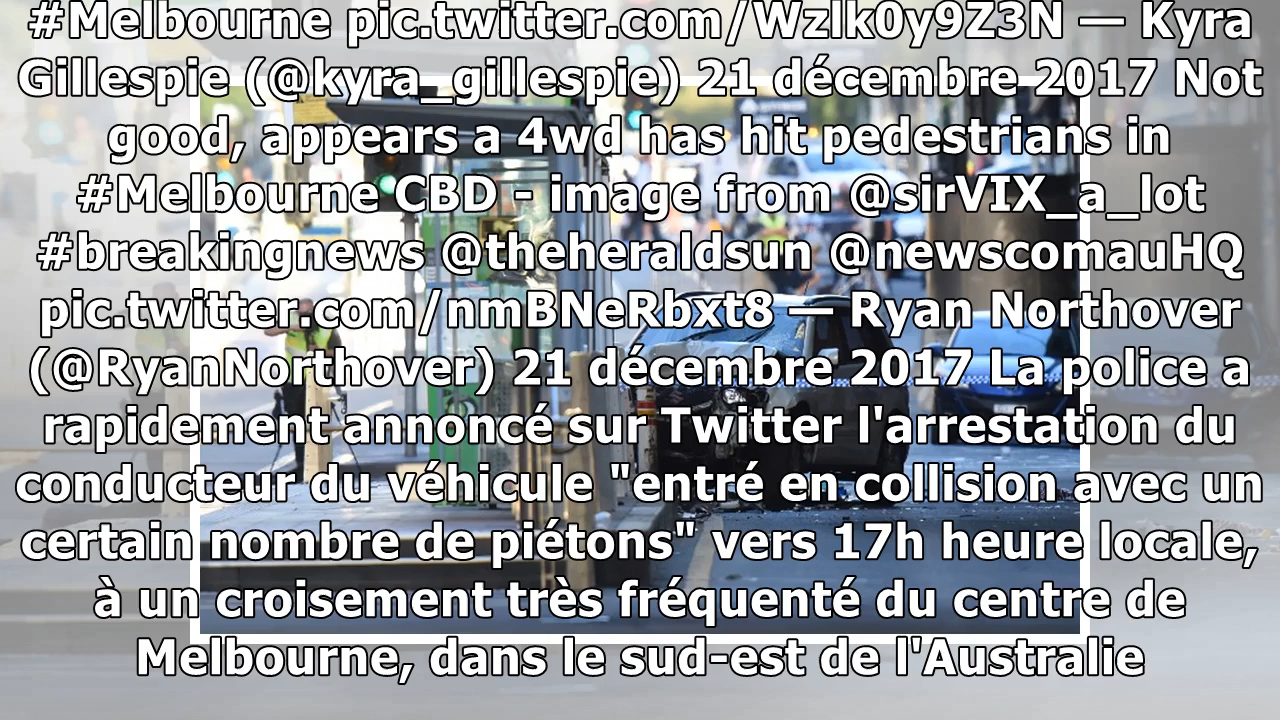 #Melbourne pic.twitter.com/Wzlk0y9Z3N — Kyra
Gillespie (@kyra_gillespie) 21 décembre 2017 Not
good, appears a 4wd has hit pedestrians in
#Melbourne CBD - image from @sirVIX_a_lot
#breakingnews @theheraldsun @newscomauHQ
pic.twitter.com/nmBNeRbxt8 — Ryan Northover
(@RyanNorthover) 21 décembre 2017 La police a
rapidement annoncé sur Twitter l'arrestation du
conducteur du véhicule "entré en collision avec un
certain nombre de piétons" vers 17h heure locale,
à un croisement très fréquenté du centre de
Melbourne, dans le sud-est de l'Australie